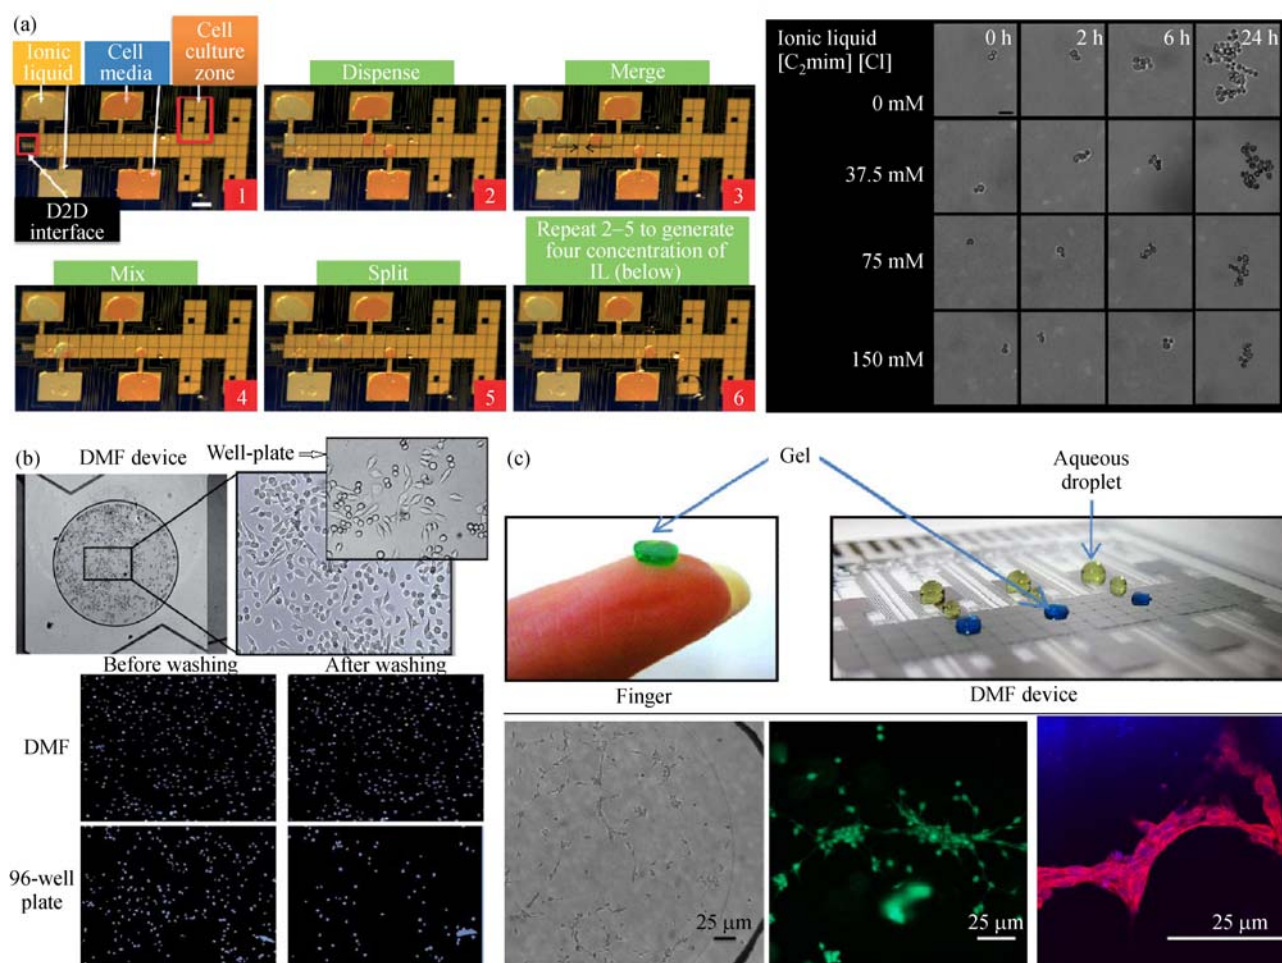 (a)
Ionic liquid
Cell media
Cell culture zone
D2D interface
1
Dispense
2
Merge
3
Mix
4
Split
5
Repeat 2–5 to generate
four concentration of
IL (below)
6
Ionic liquid
[C₂mim] [Cl]
0 h
2 h
6 h
24 h
0 mM
37.5 mM
75 mM
150 mM
(b)
DMF device
Well-plate
Before washing
After washing
DMF
96-well
plate
(c)
Gel
Aqueous
droplet
Finger
DMF device
25 μm
25 μm
25 μm